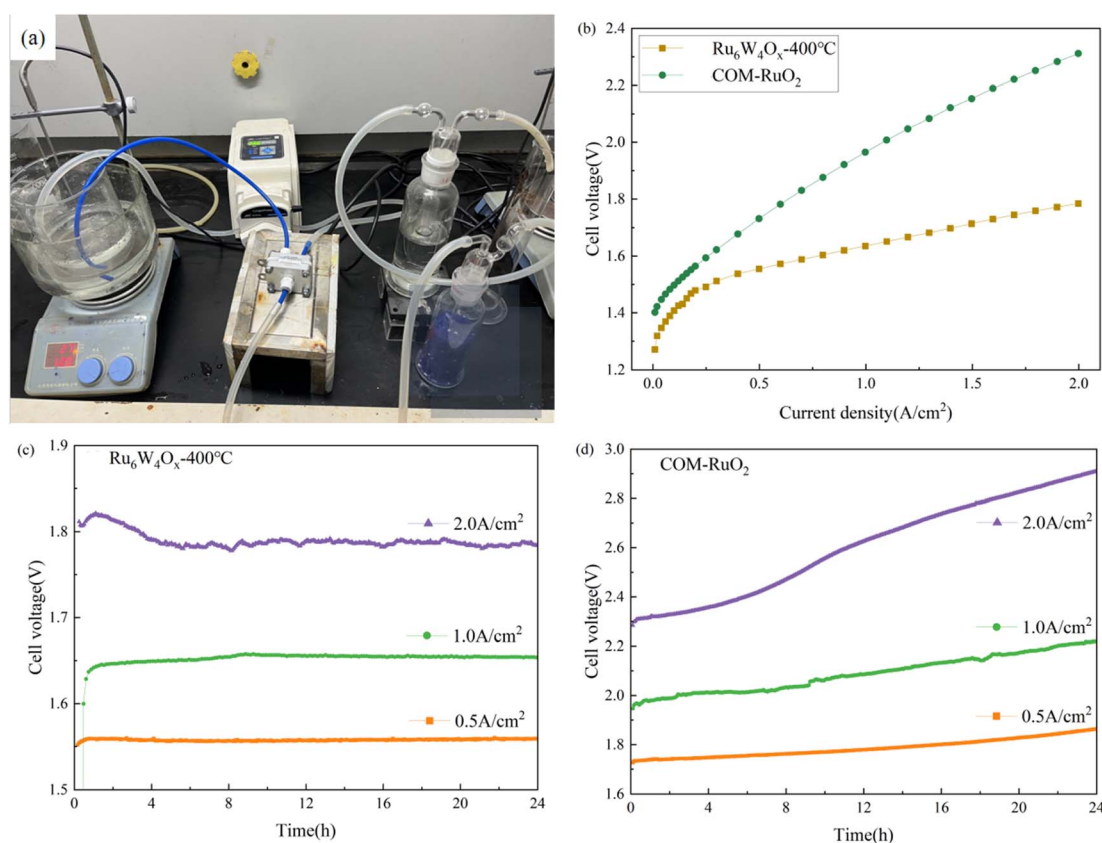 (a)
(b)
Ru₆W₄Oₓ-400℃
COM-RuO₂
2.4
2.2
2.0
1.8
1.6
1.4
1.2
Cell voltage(V)
0.0 0.5 1.0 1.5 2.0
Current density(A/cm²)
(c)
Ru₆W₄Oₓ-400℃
1.9
1.8
1.7
1.6
1.5
Cell voltage(V)
2.0A/cm²
1.0A/cm²
0.5A/cm²
0 4 8 12 16 20 24
Time(h)
(d)
COM-RuO₂
3.0
2.8
2.6
2.4
2.2
2.0
1.8
1.6
Cell voltage(V)
2.0A/cm²
1.0A/cm²
0.5A/cm²
0 4 8 12 16 20 24
Time(h)